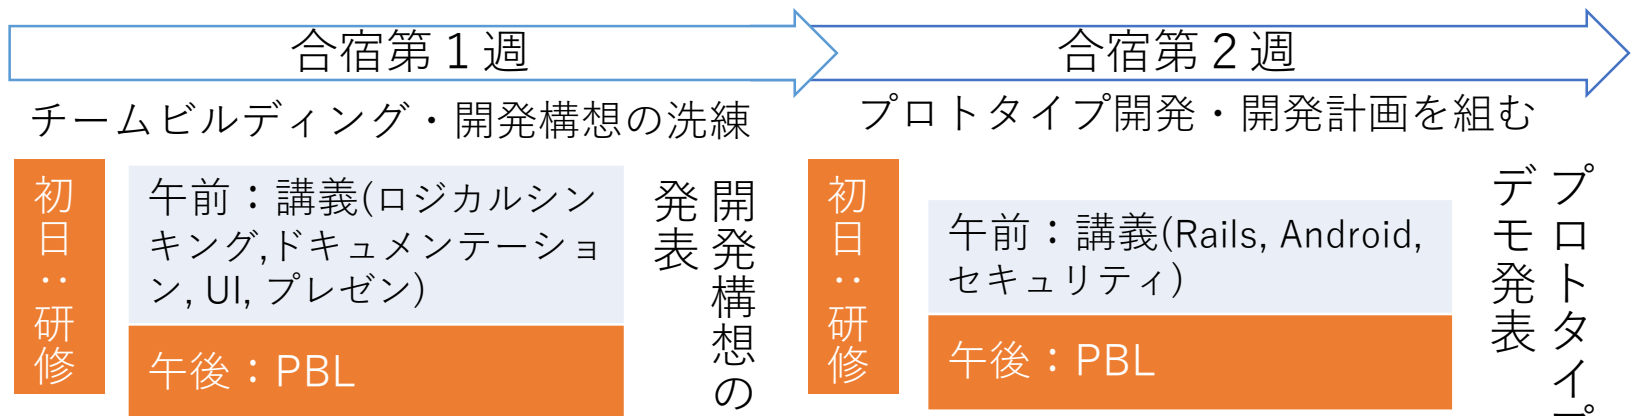 合宿第１週
チームビルディング・開発構想の洗練
初日：研修
午前：講義(ロジカルシン
キング,ドキュメンテーショ
ン, UI, プレゼン)
午後：PBL
開発構想の
発表
合宿第２週
プロトタイプ開発・開発計画を組む
初日：研修
午前：講義(Rails, Android,
セキュリティ)
午後：PBL
プロトタイプ
デモ発表